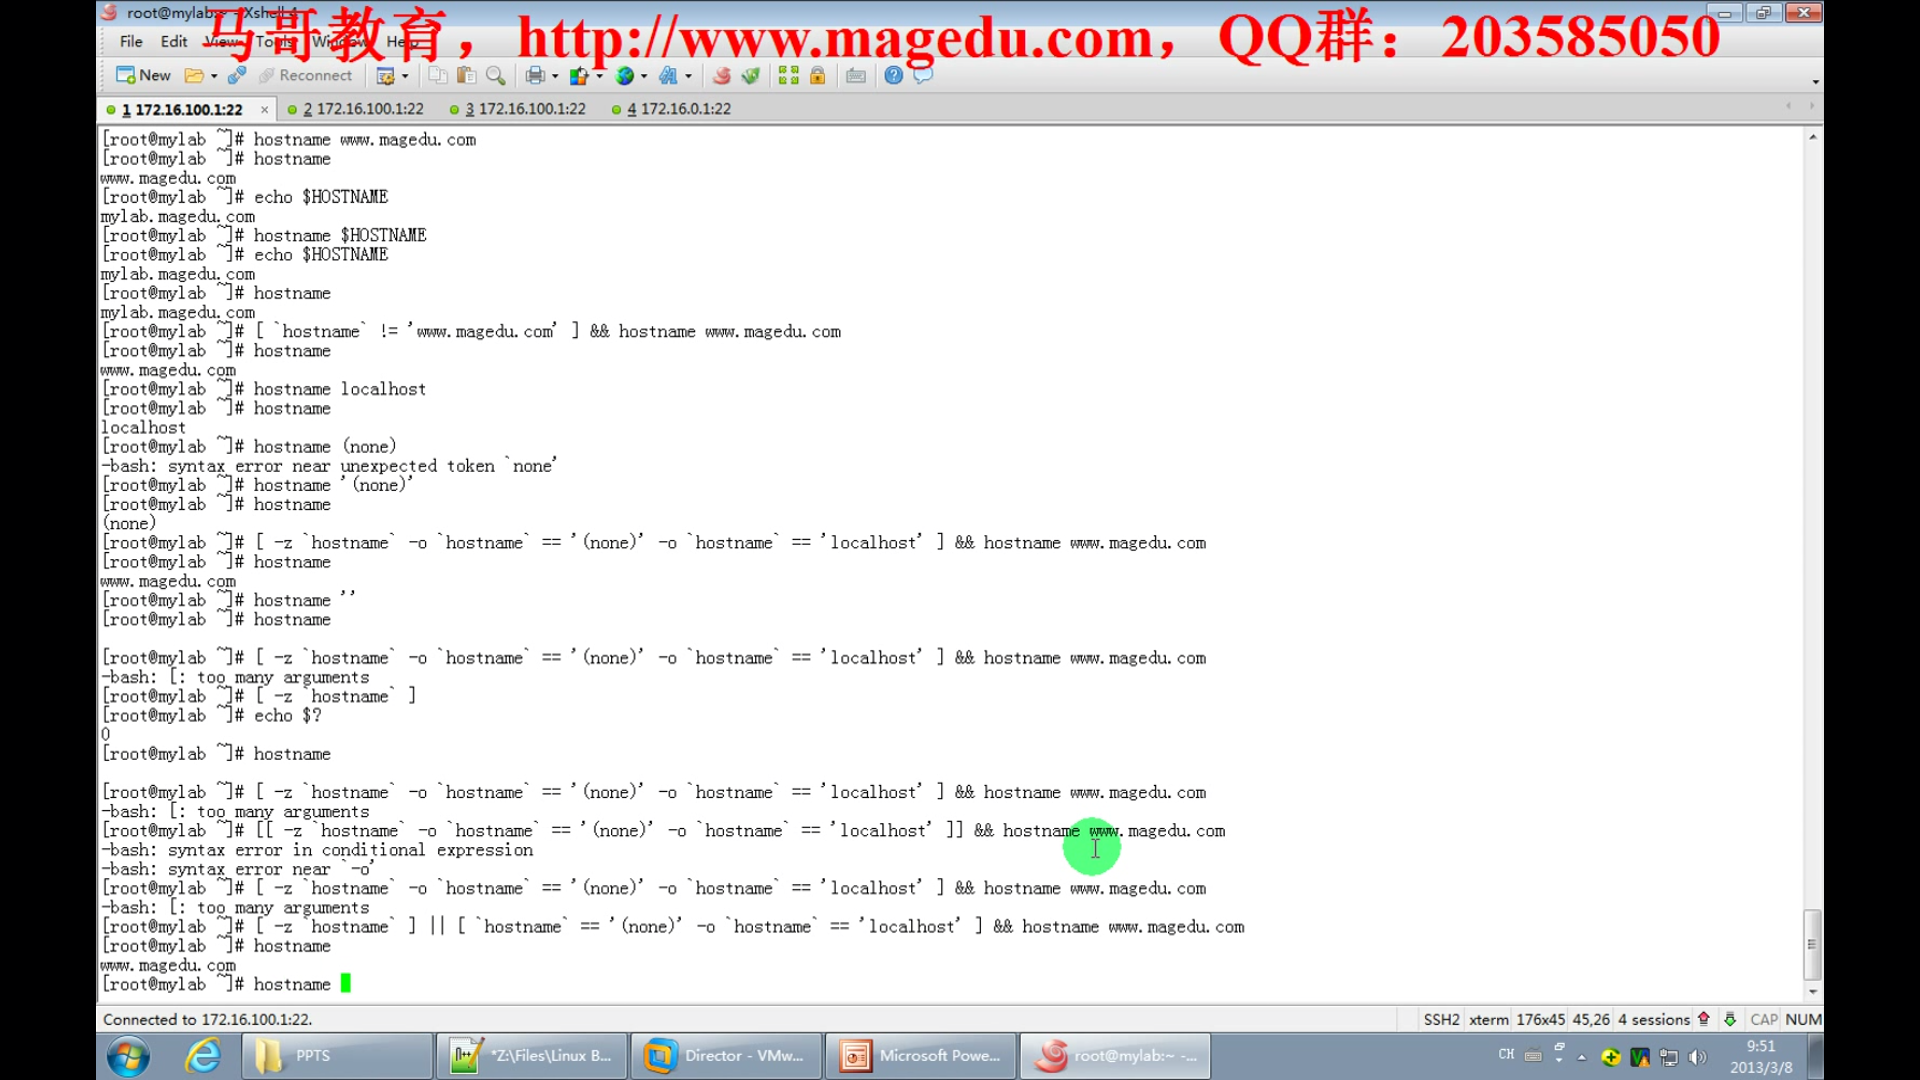 root@mylab:~ - Xshell 4
马哥教育，http://www.magedu.com，QQ群：203585050
File Edit View Tools Window Help
New Reconnect
1 172.16.100.1:22 × 2 172.16.100.1:22 3 172.16.100.1:22 4 172.16.0.1:22
[root@mylab ~]# hostname www.magedu.com
[root@mylab ~]# hostname
www.magedu.com
[root@mylab ~]# echo $HOSTNAME
mylab.magedu.com
[root@mylab ~]# hostname $HOSTNAME
[root@mylab ~]# echo $HOSTNAME
mylab.magedu.com
[root@mylab ~]# hostname
mylab.magedu.com
[root@mylab ~]# [ `hostname` != 'www.magedu.com' ] && hostname www.magedu.com
[root@mylab ~]# hostname
www.magedu.com
[root@mylab ~]# hostname localhost
[root@mylab ~]# hostname
localhost
[root@mylab ~]# hostname (none)
-bash: syntax error near unexpected token `none'
[root@mylab ~]# hostname '(none)'
[root@mylab ~]# hostname
(none)
[root@mylab ~]# [ -z `hostname` -o `hostname` == '(none)' -o `hostname` == 'localhost' ] && hostname www.magedu.com
[root@mylab ~]# hostname
www.magedu.com
[root@mylab ~]# hostname ''
[root@mylab ~]# hostname
[root@mylab ~]# [ -z `hostname` -o `hostname` == '(none)' -o `hostname` == 'localhost' ] && hostname www.magedu.com
-bash: [: too many arguments
[root@mylab ~]# [ -z `hostname` ]
[root@mylab ~]# echo $?
0
[root@mylab ~]# hostname
[root@mylab ~]# [ -z `hostname` -o `hostname` == '(none)' -o `hostname` == 'localhost' ] && hostname www.magedu.com
-bash: [: too many arguments
[root@mylab ~]# [[ -z `hostname` -o `hostname` == '(none)' -o `hostname` == 'localhost' ]] && hostname www.magedu.com
-bash: syntax error in conditional expression
-bash: syntax error near `-o'
[root@mylab ~]# [ -z `hostname` -o `hostname` == '(none)' -o `hostname` == 'localhost' ] && hostname www.magedu.com
-bash: [: too many arguments
[root@mylab ~]# [ -z `hostname` ] || [ `hostname` == '(none)' -o `hostname` == 'localhost' ] && hostname www.magedu.com
[root@mylab ~]# hostname
www.magedu.com
[root@mylab ~]# hostname
Connected to 172.16.100.1:22. SSH2 xterm 176x45 45,26 4 sessions CAP NUM
PPTS *Z:\Files\Linux B... Director - VMw... Microsoft Powe... root@mylab:~ -... CH 9:51
2013/3/8